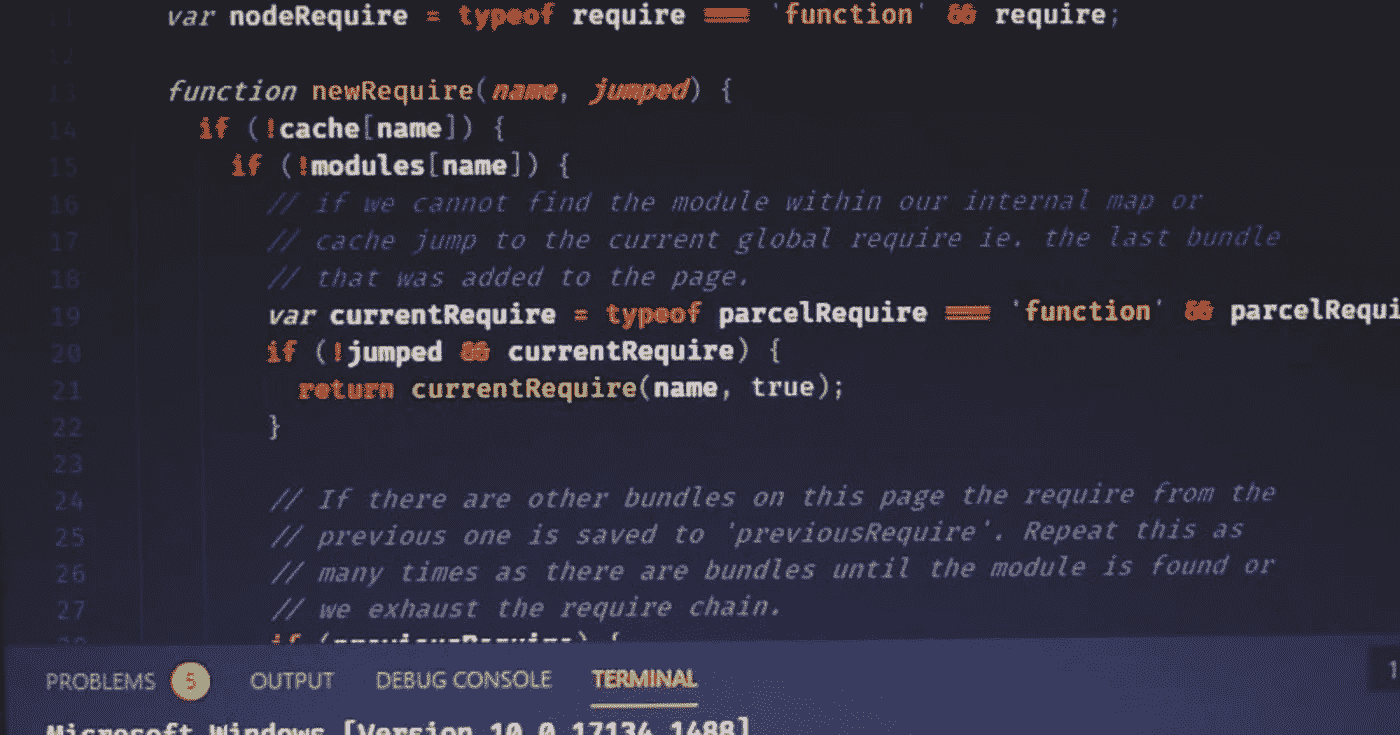 11 var nodeRequire = typeof require === 'function' && require;
12
13 function newRequire(name, jumped) {
14 if (!cache[name]) {
15 if (!modules[name]) {
16 // if we cannot find the module within our internal map or
17 // cache jump to the current global require ie. the last bundle
18 // that was added to the page.
19 var currentRequire = typeof parcelRequire === 'function' && parcelRequi
20 if (!jumped && currentRequire) {
21 return currentRequire(name, true);
22 }
23
24 // If there are other bundles on this page the require from the
25 // previous one is saved to 'previousRequire'. Repeat this as
26 // many times as there are bundles until the module is found or
27 // we exhaust the require chain.
28 if (previousRequire) {
PROBLEMS 5 OUTPUT DEBUG CONSOLE TERMINAL 1
Microsoft Windows [Version 10.0.17134.1488]